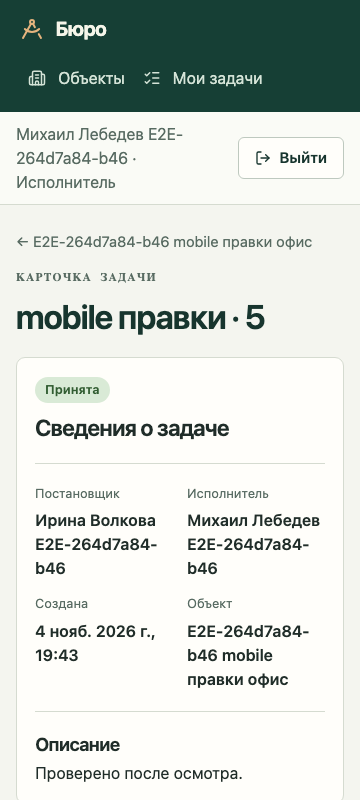 Бюро
Объекты
Мои задачи
Михаил Лебедев E2E-
264d7a84-b46 ·
Исполнитель
Выйти
← E2E-264d7a84-b46 mobile правки офис
КАРТОЧКА ЗАДАЧИ
mobile правки · 5
Принята
Сведения о задаче
Постановщик
Ирина Волкова
E2E-264d7a84-
b46
Исполнитель
Михаил Лебедев
E2E-264d7a84-
b46
Создана
4 нояб. 2026 г.,
19:43
Объект
E2E-264d7a84-
b46 mobile
правки офис
Описание
Проверено после осмотра.